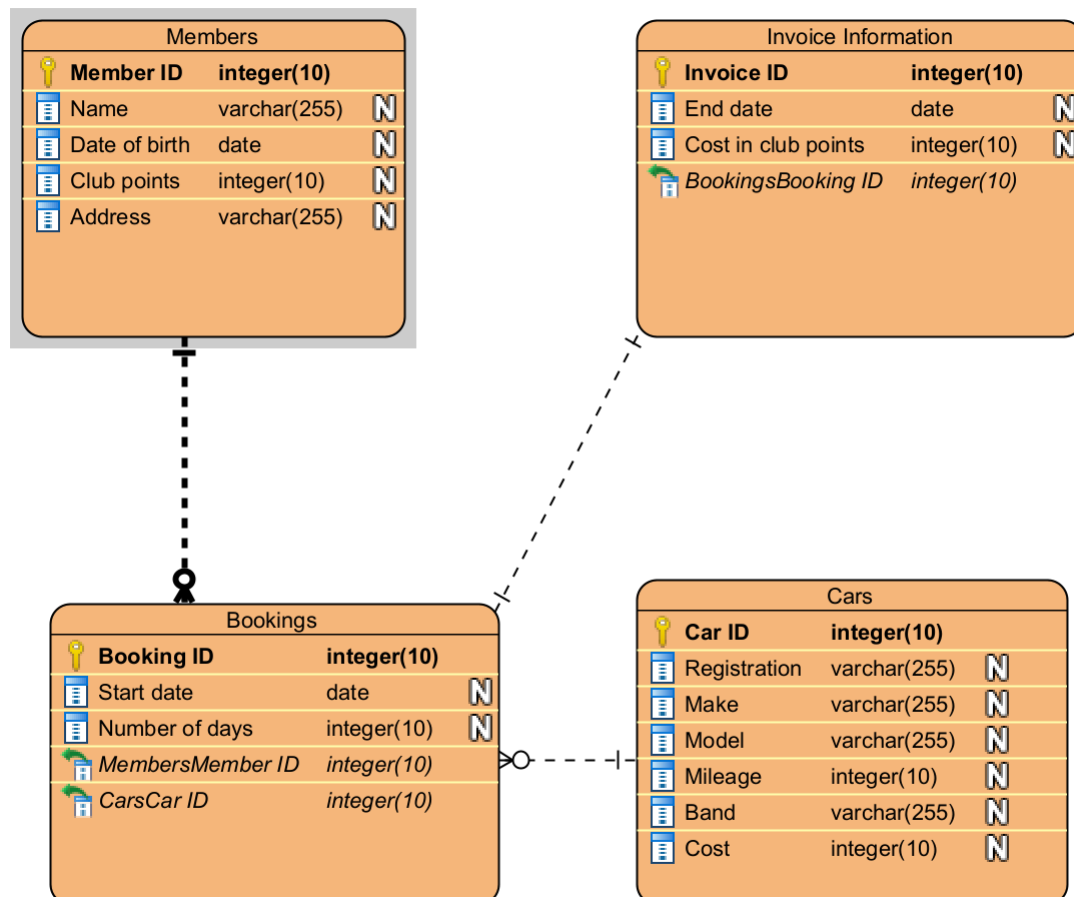 Members
Member ID integer(10)
Name varchar(255) N
Date of birth date N
Club points integer(10) N
Address varchar(255) N
Invoice Information
Invoice ID integer(10)
End date date N
Cost in club points integer(10) N
BookingsBooking ID integer(10)
Bookings
Booking ID integer(10)
Start date date N
Number of days integer(10) N
MembersMember ID integer(10)
CarsCar ID integer(10)
Cars
Car ID integer(10)
Registration varchar(255) N
Make varchar(255) N
Model varchar(255) N
Mileage integer(10) N
Band varchar(255) N
Cost integer(10) N